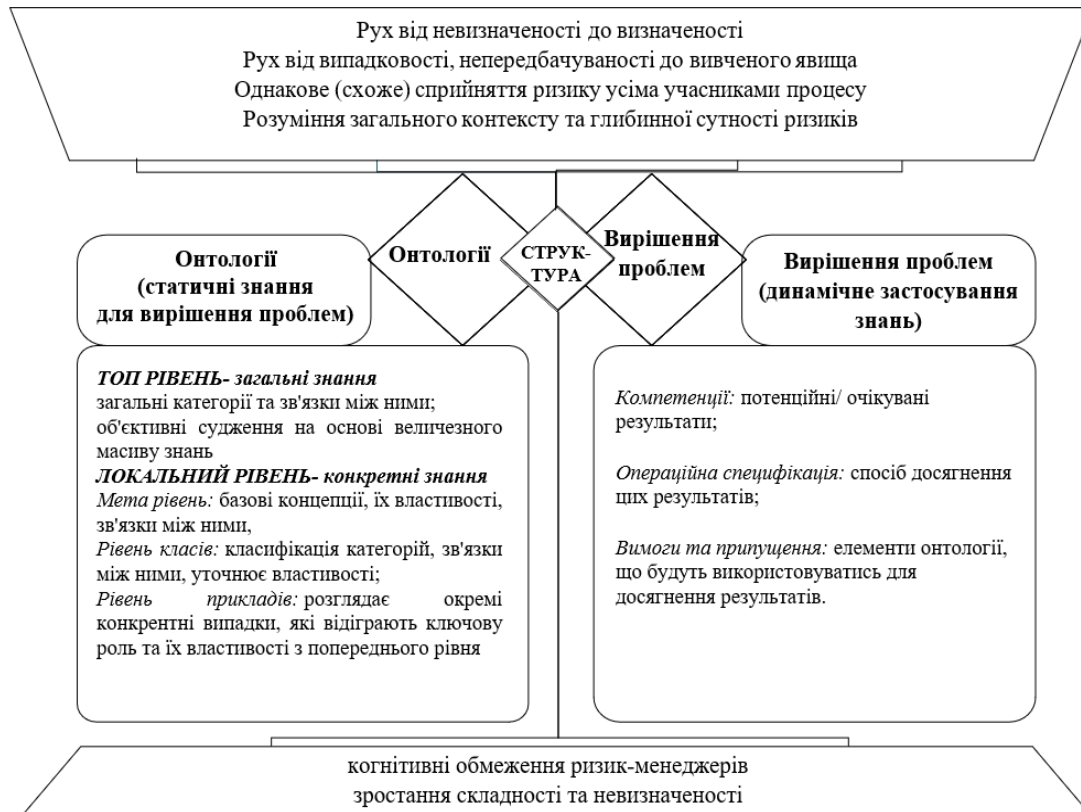 Рух від невизначеності до визначеності
Рух від випадковості, непередбачуваності до вивченого явища
Однакове (схоже) сприйняття ризику усіма учасниками процесу
Розуміння загального контексту та глибинної сутності ризиків
Онтології
СТРУК-
ТУРА
Вирішення
проблем
Онтології
(статичні знання
для вирішення проблем)
Вирішення проблем
(динамічне застосування
знань)
ТОП РІВЕНЬ- загальні знання
загальні категорії та зв'язки між ними;
об'єктивні судження на основі величезного
масиву знань
ЛОКАЛЬНИЙ РІВЕНЬ- конкретні знання
Мета рівень: базові концепції, їх властивості,
зв'язки між ними,
Рівень класів: класифікація категорій, зв'язки
між ними, уточнює властивості;
Рівень прикладів: розглядає окремі
конкрентні випадки, які відіграють ключову
роль та їх властивості з попереднього рівня
Компетенції: потенційні/ очікувані
результати;
Операційна специфікація: спосіб досягнення
цих результатів;
Вимоги та припущення: елементи онтології,
що будуть використовуватись для
досягнення результатів.
когнітивні обмеження ризик-менеджерів
зростання складності та невизначеності